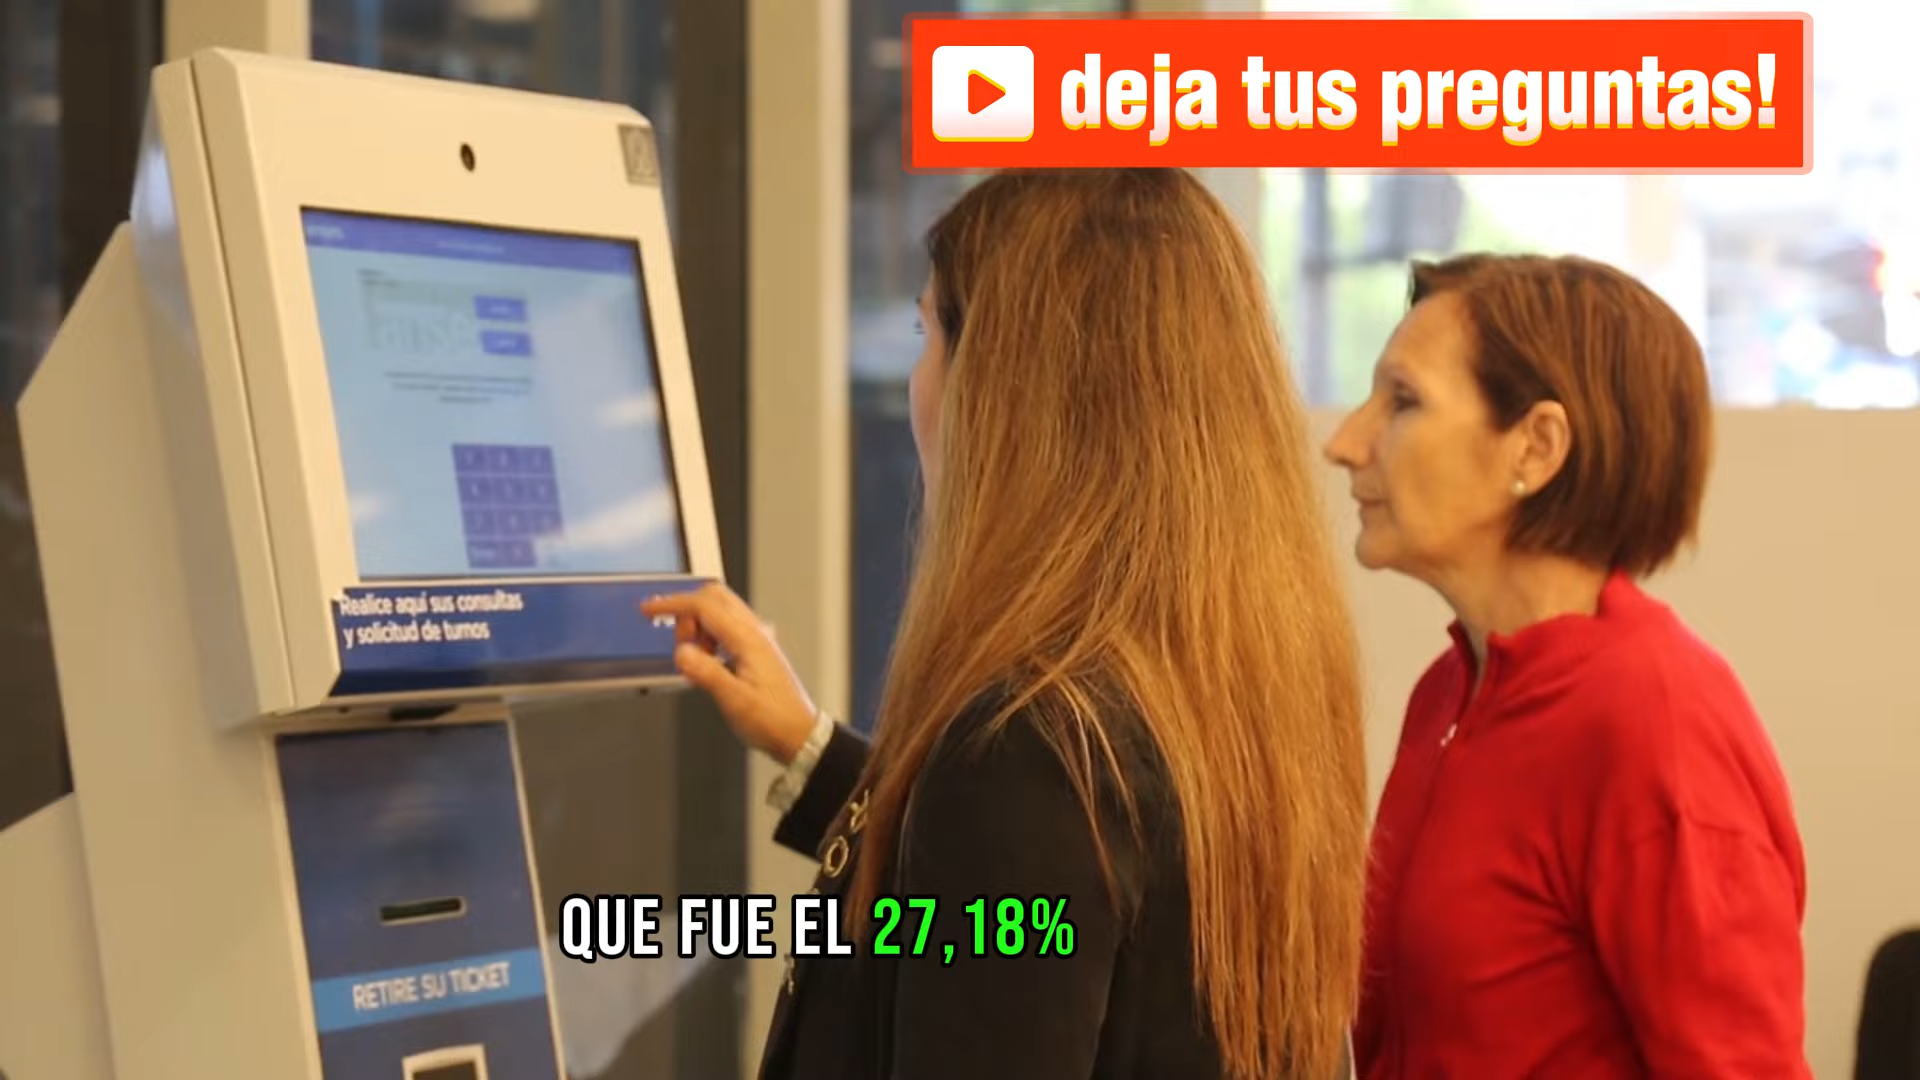 deja tus preguntas!
Realice aquí sus consultas
y solicitud de turnos
QUE FUE EL 27,18%
RETIRE SU TICKET